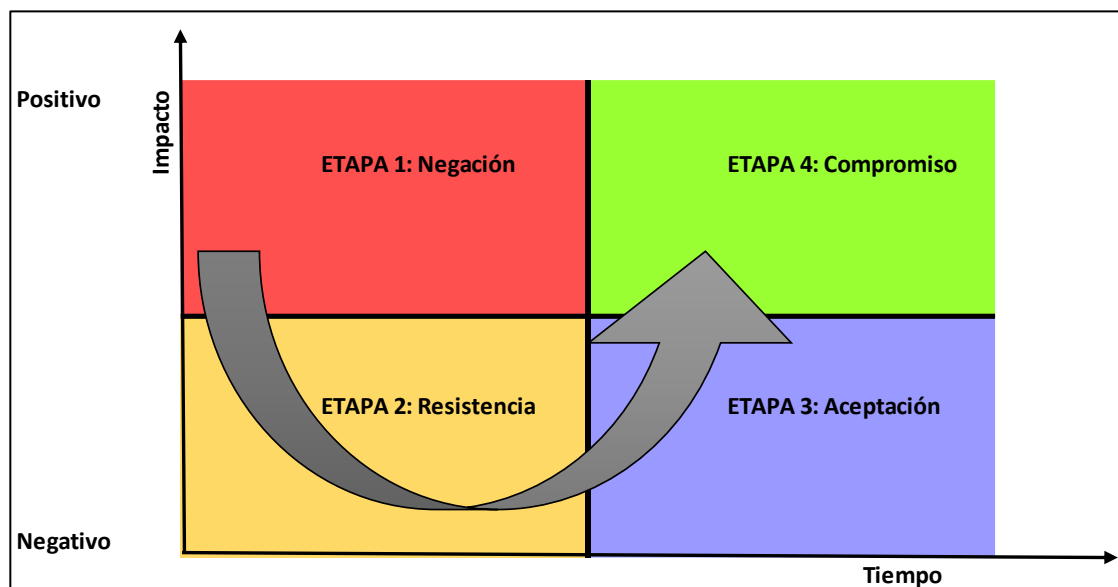 Positivo
Impacto
ETAPA 1: Negación
ETAPA 4: Compromiso
ETAPA 2: Resistencia
ETAPA 3: Aceptación
Negativo
Tiempo